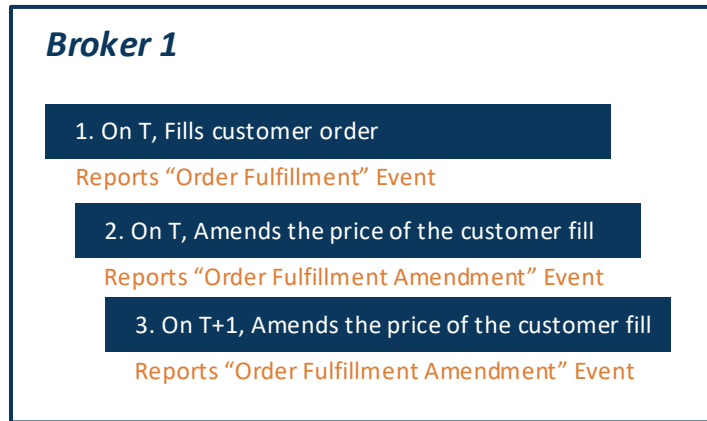 Broker 1
1. On T, Fills customer order
Reports “Order Fulfillment” Event
2. On T, Amends the price of the customer fill
Reports “Order Fulfillment Amendment” Event
3. On T+1, Amends the price of the customer fill
Reports “Order Fulfillment Amendment” Event